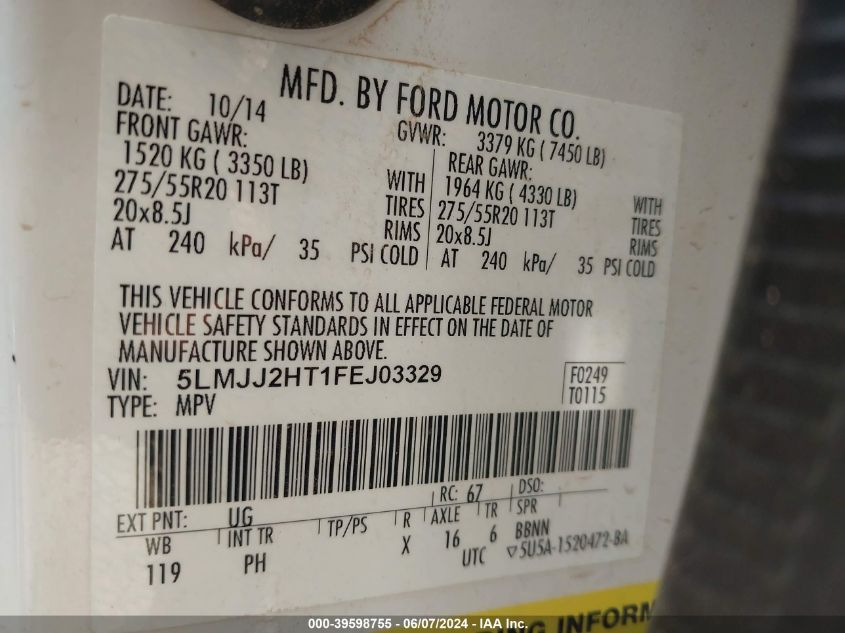 MFD. BY FORD MOTOR CO.
DATE: 10/14 GVWR: 3379 KG ( 7450 LB)
FRONT GAWR: REAR GAWR:
1520 KG ( 3350 LB) WITH 1964 KG ( 4330 LB) WITH
275/55R20 113T TIRES 275/55R20 113T TIRES
20x8.5J RIMS 20x8.5J RIMS
AT 240 kPa/ 35 PSI COLD AT 240 kPa/ 35 PSI COLD
THIS VEHICLE CONFORMS TO ALL APPLICABLE FEDERAL MOTOR
VEHICLE SAFETY STANDARDS IN EFFECT ON THE DATE OF
MANUFACTURE SHOWN ABOVE.
VIN: 5LMJJ2HT1FEJ03329 F0249
TYPE: MPV T0115
EXT PNT: UG RC: 67 DSO:
WB INT TR TP/PS R AXLE TR SPR
119 PH X 16 6 BBNN
UTC ▽5U5A-1520472-BA
INFORM
000-39598755 - 06/07/2024 - IAAI Inc.